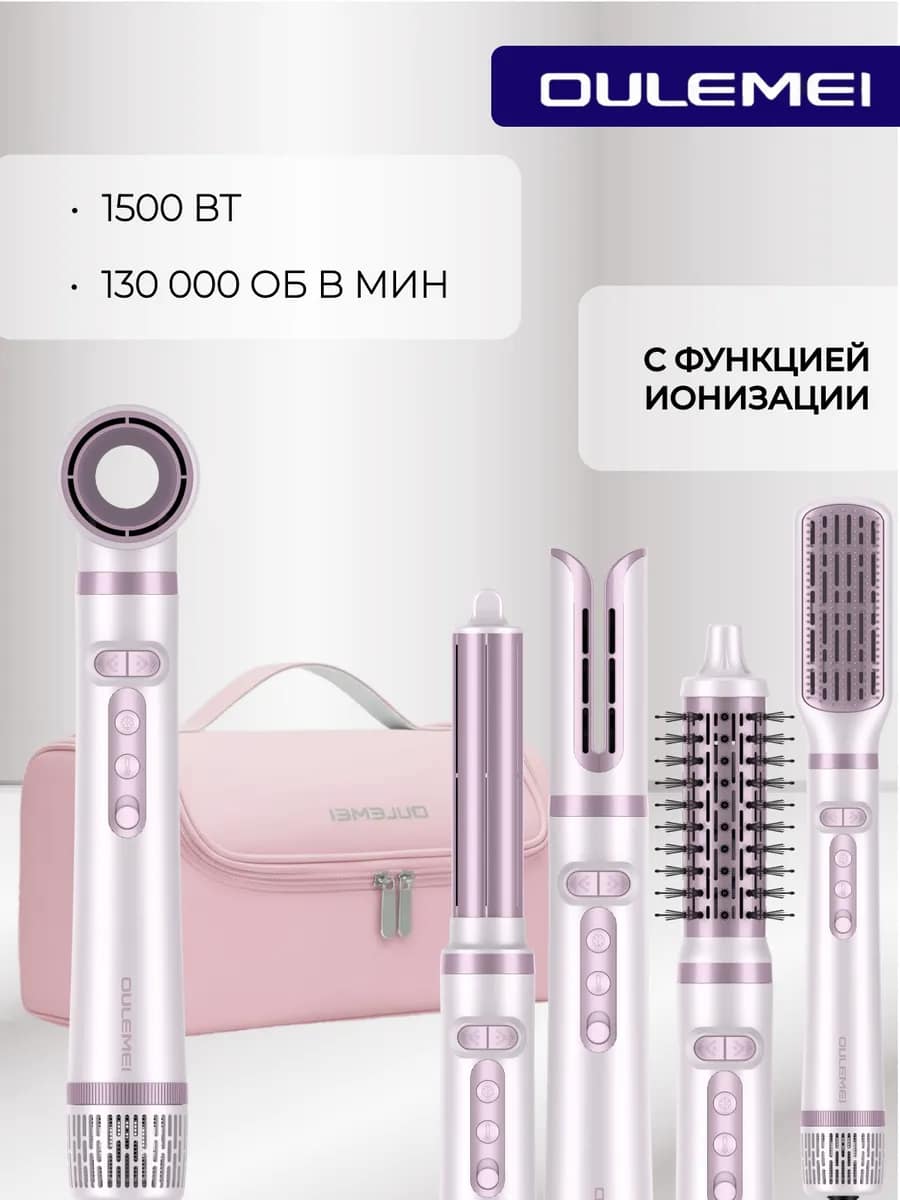 OULEMEI
• 1500 ВТ
• 130 000 ОБ В МИН
С ФУНКЦИЕЙ
ИОНИЗАЦИИ
OULEMEI
OULEMEI
OULEMEI